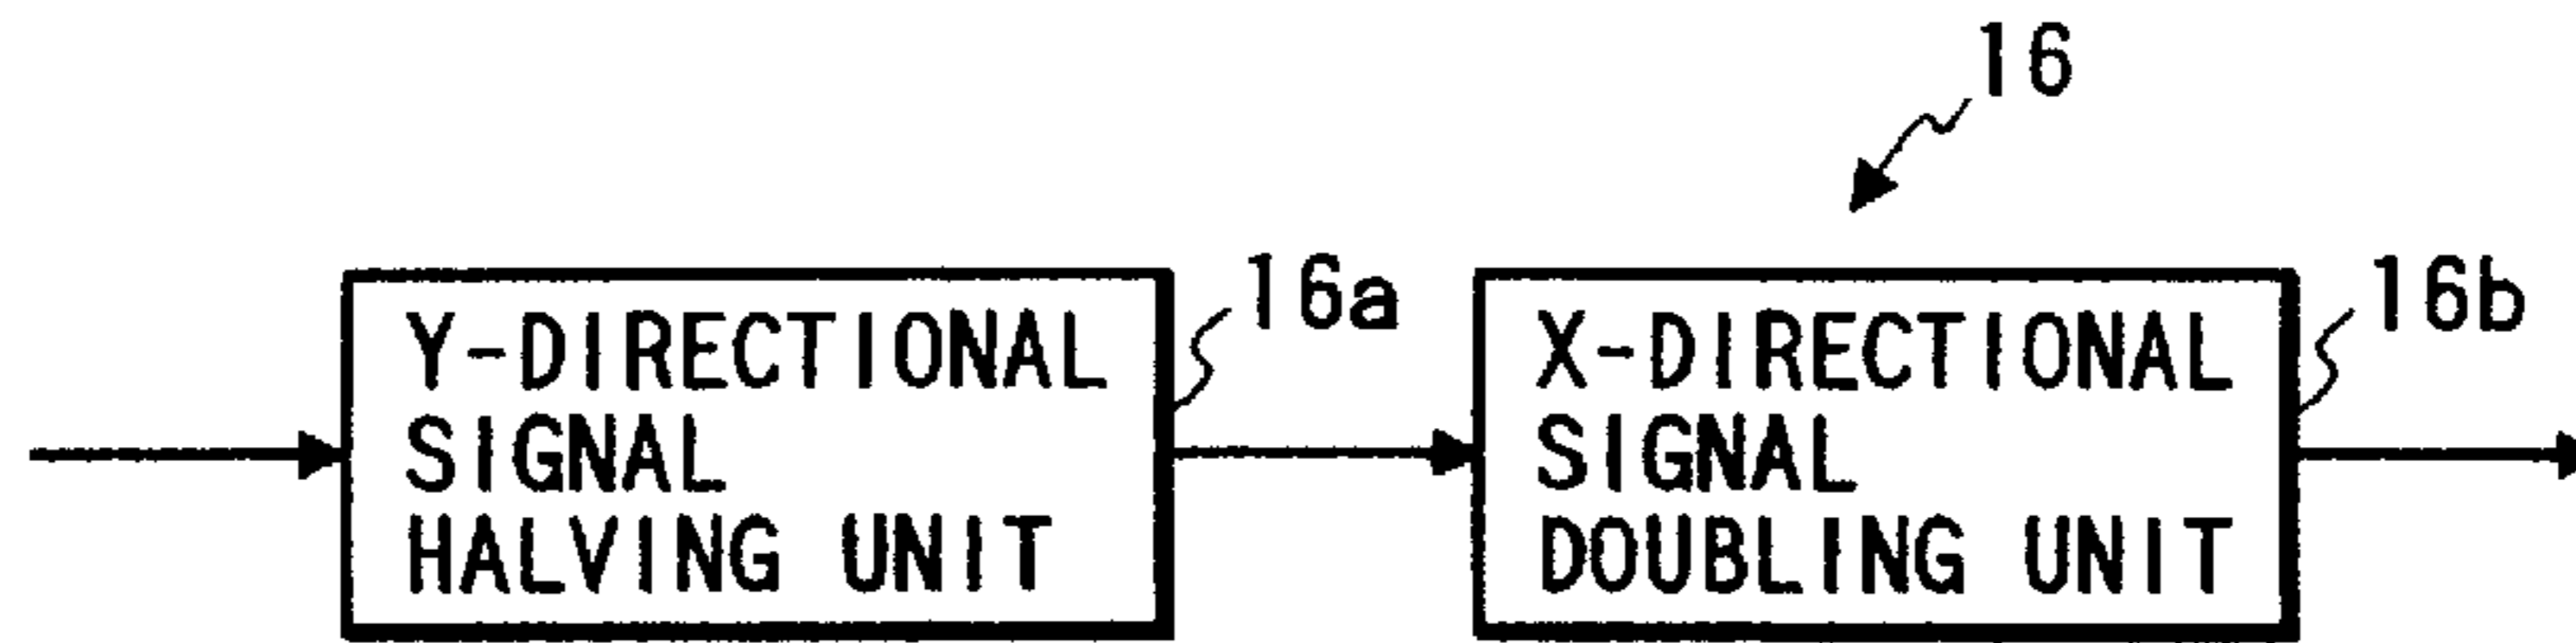 16
16a
16b
Y-DIRECTIONAL
SIGNAL
HALVING UNIT
X-DIRECTIONAL
SIGNAL
DOUBLING UNIT